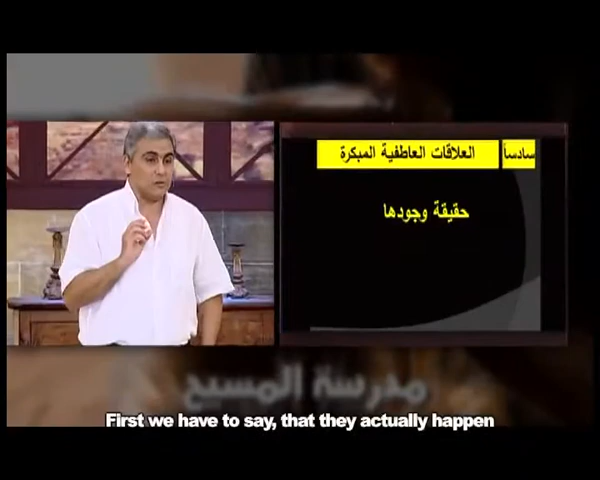 سادساً العلاقات العاطفية المبكرة
حقيقة وجودها
مدرسة المسيح
First we have to say, that they actually happen